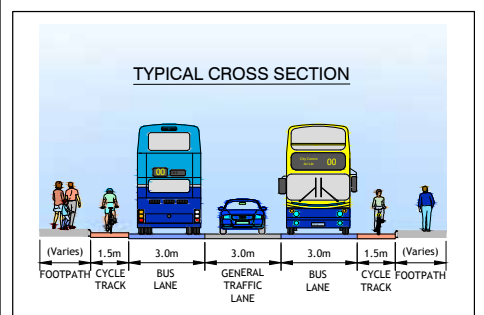 TYPICAL CROSS SECTION
00
City Centre
00
(Varies) 1.5m 3.0m 3.0m 3.0m 1.5m (Varies)
FOOTPATH CYCLE TRACK BUS LANE GENERAL TRAFFIC LANE BUS LANE CYCLE TRACK FOOTPATH